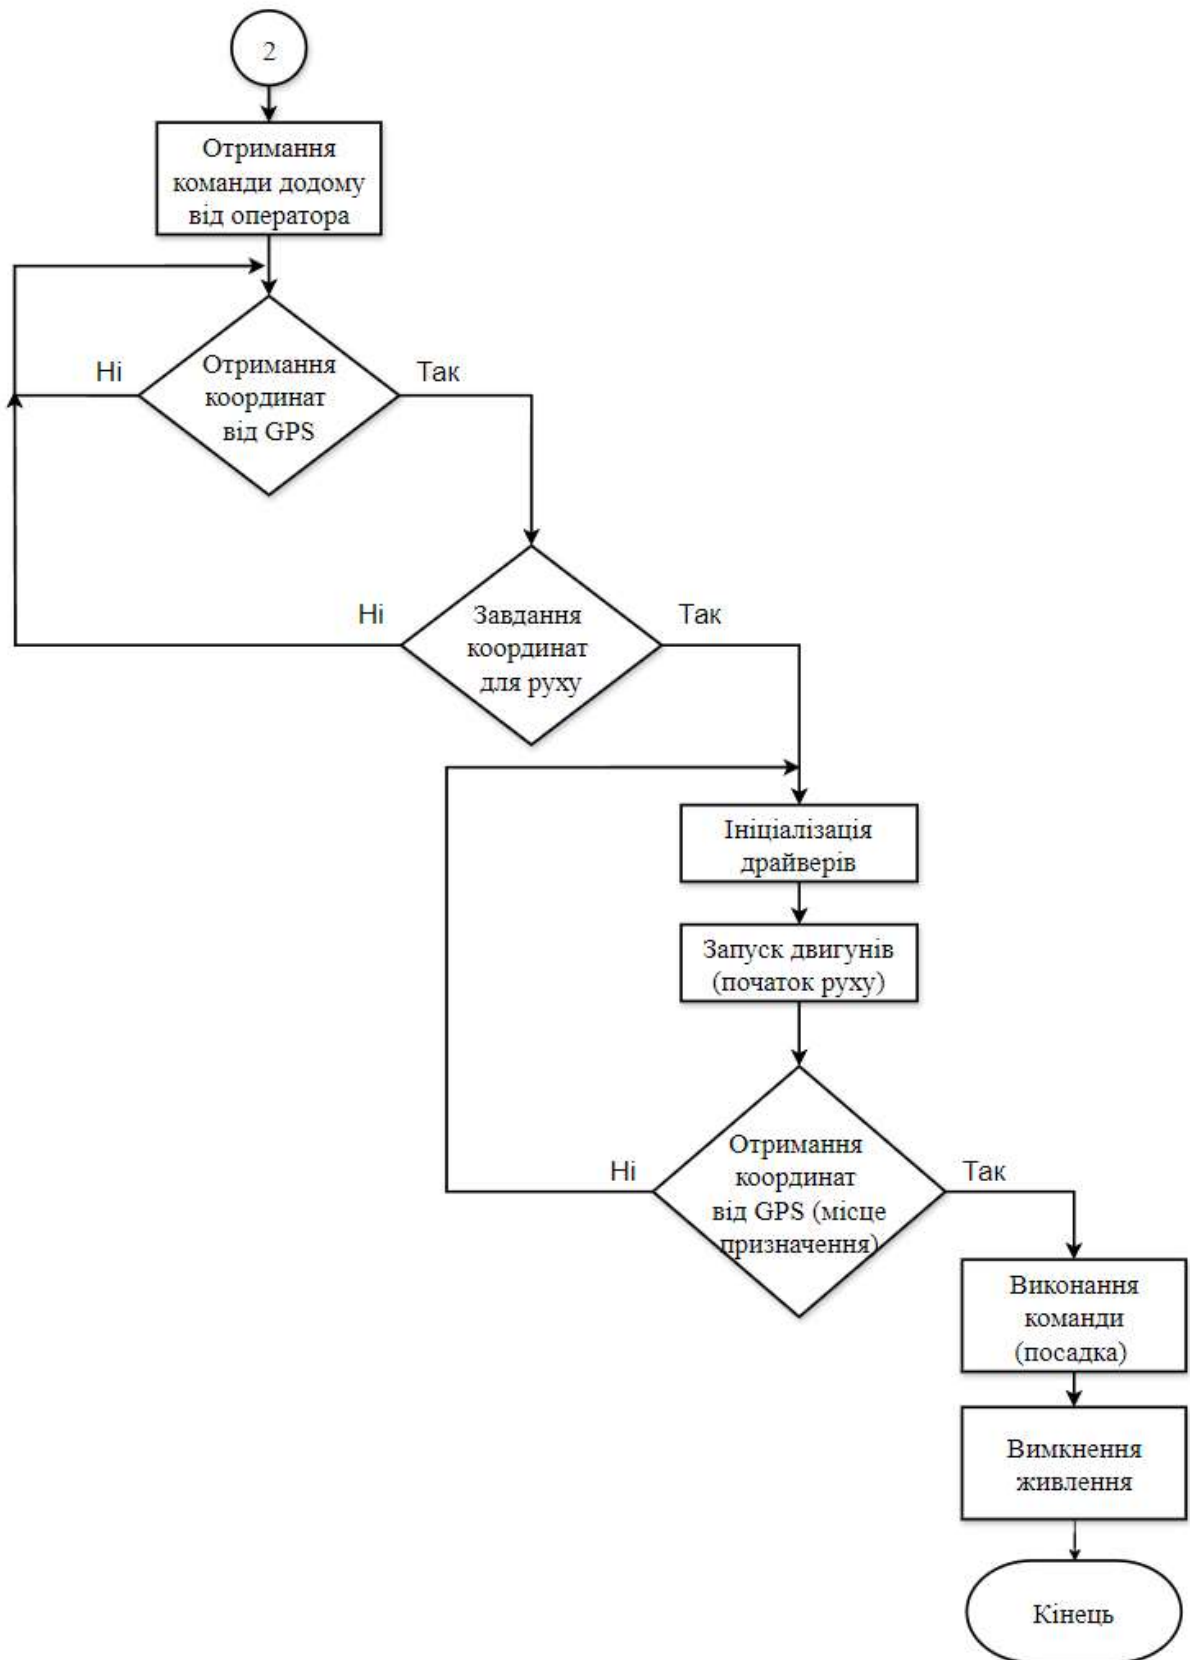 2
Отримання
команди додому
від оператора
Ні
Так
Отримання
координат
від GPS
Ні
Так
Завдання
координат
для руху
Ініціалізація
драйверів
Запуск двигунів
(початок руху)
Ні
Так
Отримання
координат
від GPS (місце
призначення)
Виконання
команди
(посадка)
Вимкнення
живлення
Кінець